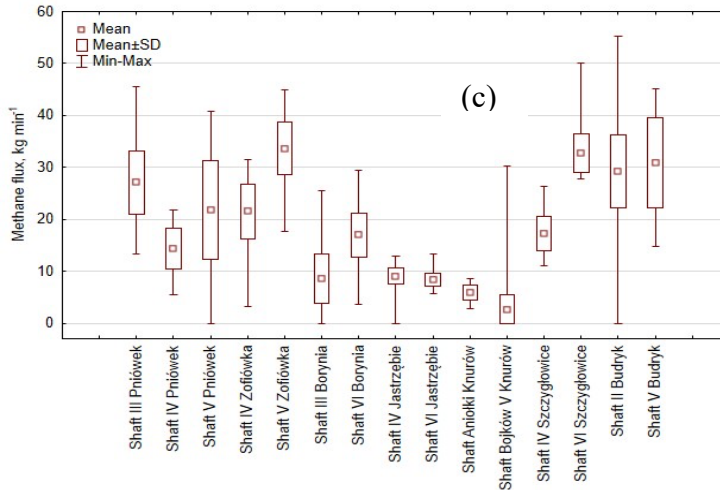 60
50
40
30
20
10
0
Methane flux, kg min⁻¹
Mean
Mean±SD
Min-Max
(c)
Shaft III Pniówek
Shaft IV Pniówek
Shaft V Pniówek
Shaft IV Zofiówka
Shaft V Zofiówka
Shaft III Borynia
Shaft VI Borynia
Shaft IV Jastrzębie
Shaft VI Jastrzębie
Shaft Aniołki Knurów
Shaft Bojków V Knurów
Shaft IV Szczygłowice
Shaft VI Szczygłowice
Shaft II Budryk
Shaft V Budryk